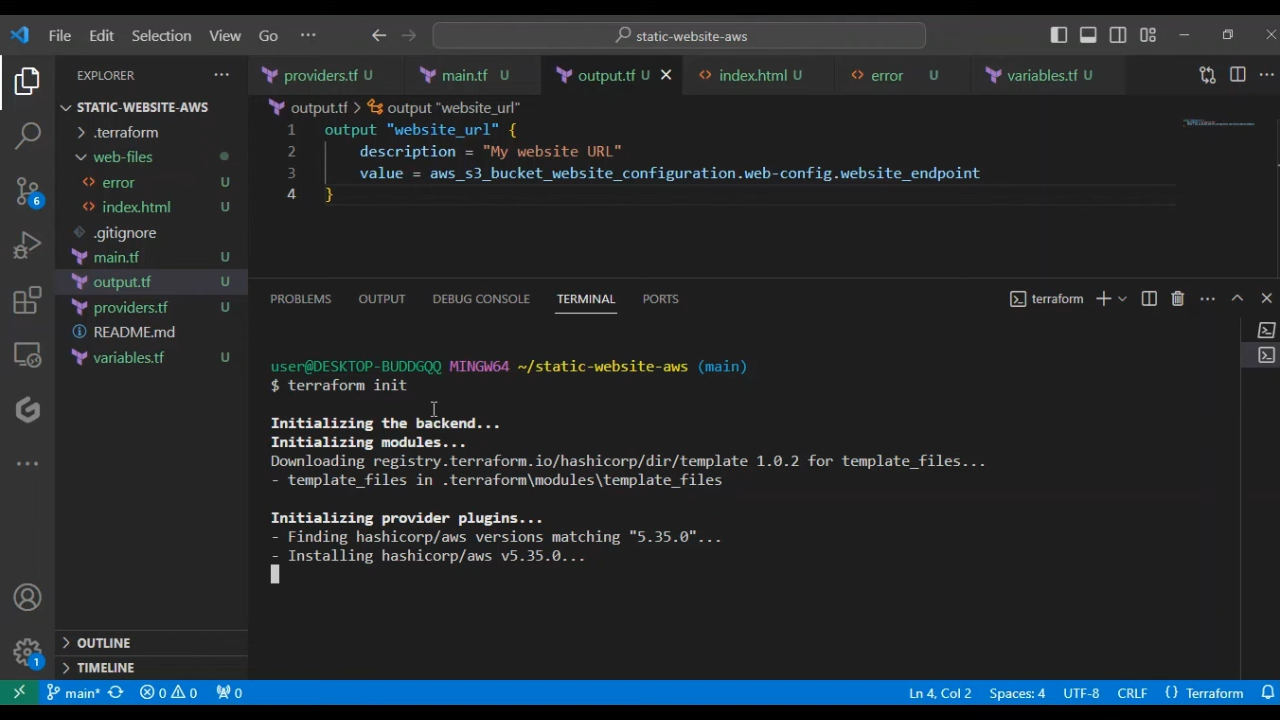 File Edit Selection View Go ··· static-website-aws
EXPLORER ···
STATIC-WEBSITE-AWS
.terraform
web-files
error U
index.html U
.gitignore
main.tf U
output.tf U
providers.tf U
README.md
variables.tf U
OUTLINE
TIMELINE
6
1
providers.tf U main.tf U output.tf U index.html U error U variables.tf U
output.tf > output "website_url"
1 output "website_url" {
2 description = "My website URL"
3 value = aws_s3_bucket_website_configuration.web-config.website_endpoint
4 }
PROBLEMS OUTPUT DEBUG CONSOLE TERMINAL PORTS terraform
user@DESKTOP-BUDDGQQ MINGW64 ~/static-website-aws (main)
$ terraform init
Initializing the backend...
Initializing modules...
Downloading registry.terraform.io/hashicorp/dir/template 1.0.2 for template_files...
- template_files in .terraform\modules\template_files
Initializing provider plugins...
- Finding hashicorp/aws versions matching "5.35.0"...
- Installing hashicorp/aws v5.35.0...
main* 0 0 0 Ln 4, Col 2 Spaces: 4 UTF-8 CRLF {} Terraform